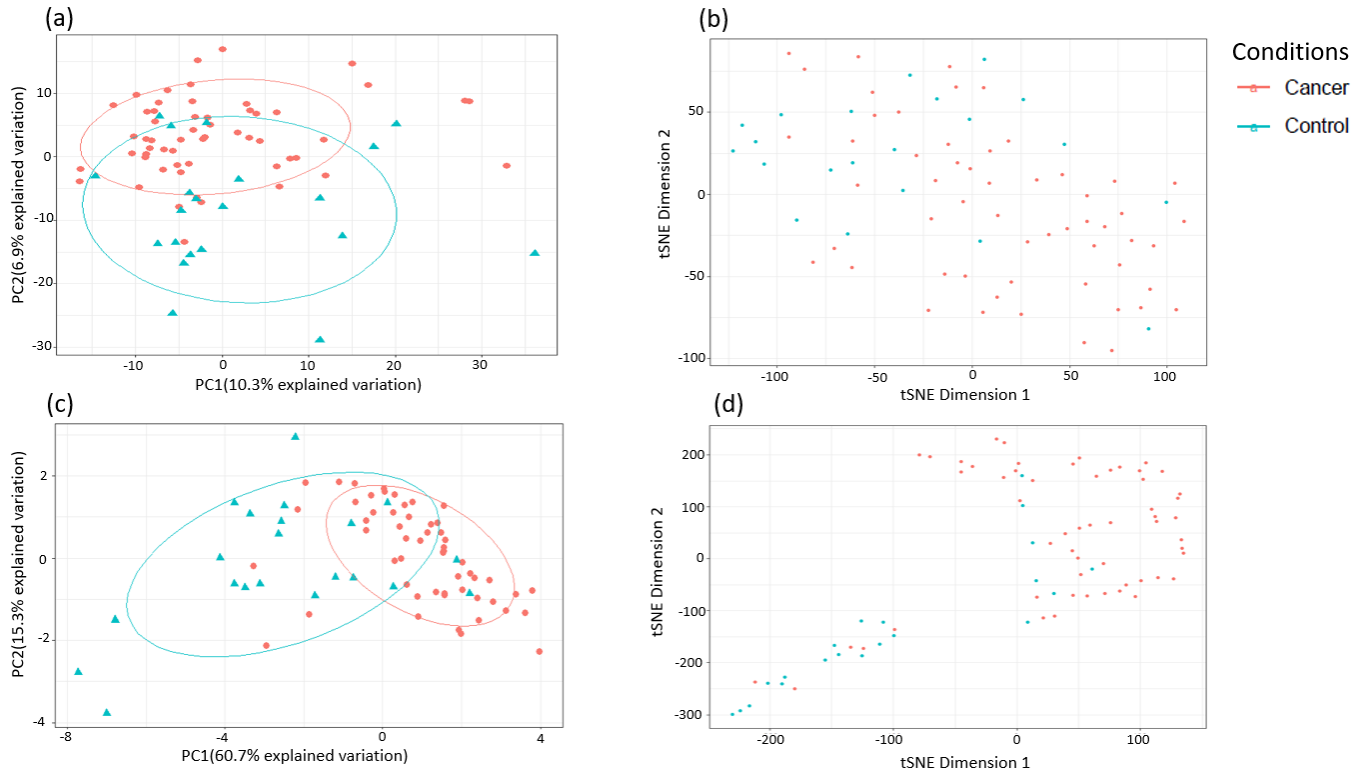 (a)
(b)
10
0
-10
-20
-30
PC2(6.9% explained variation)
-10
0
10
20
30
PC1(10.3% explained variation)
50
0
-50
-100
tSNE Dimension 2
-100
-50
0
50
100
tSNE Dimension 1
Conditions
Cancer
Control
(c)
(d)
2
0
-2
-4
PC2(15.3% explained variation)
-8
-4
0
4
PC1(60.7% explained variation)
200
100
0
-100
-200
-300
tSNE Dimension 2
-200
-100
0
100
tSNE Dimension 1